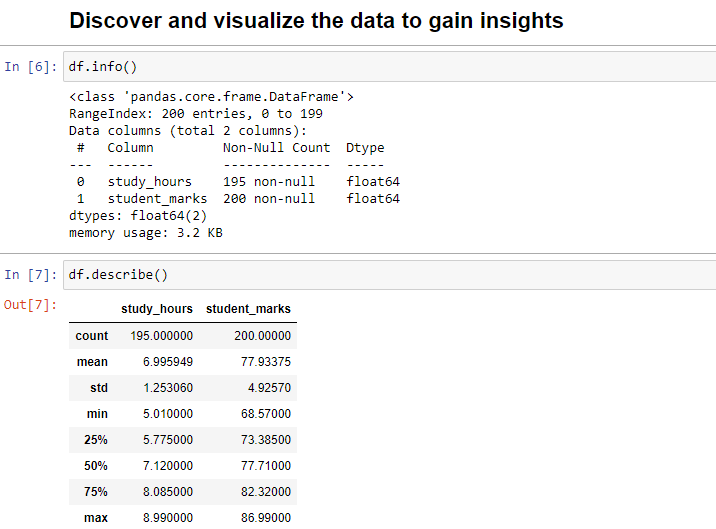 Discover and visualize the data to gain insights
In [6]: df.info()
<class 'pandas.core.frame.DataFrame'>
RangeIndex: 200 entries, 0 to 199
Data columns (total 2 columns):
 #   Column         Non-Null Count  Dtype
---  ------         --------------  -----
 0   study_hours    195 non-null    float64
 1   student_marks  200 non-null    float64
dtypes: float64(2)
memory usage: 3.2 KB
In [7]: df.describe()
Out[7]:
study_hours student_marks
count 195.000000 200.00000
mean 6.995949 77.93375
std 1.253060 4.92570
min 5.010000 68.57000
25% 5.775000 73.38500
50% 7.120000 77.71000
75% 8.085000 82.32000
max 8.990000 86.99000